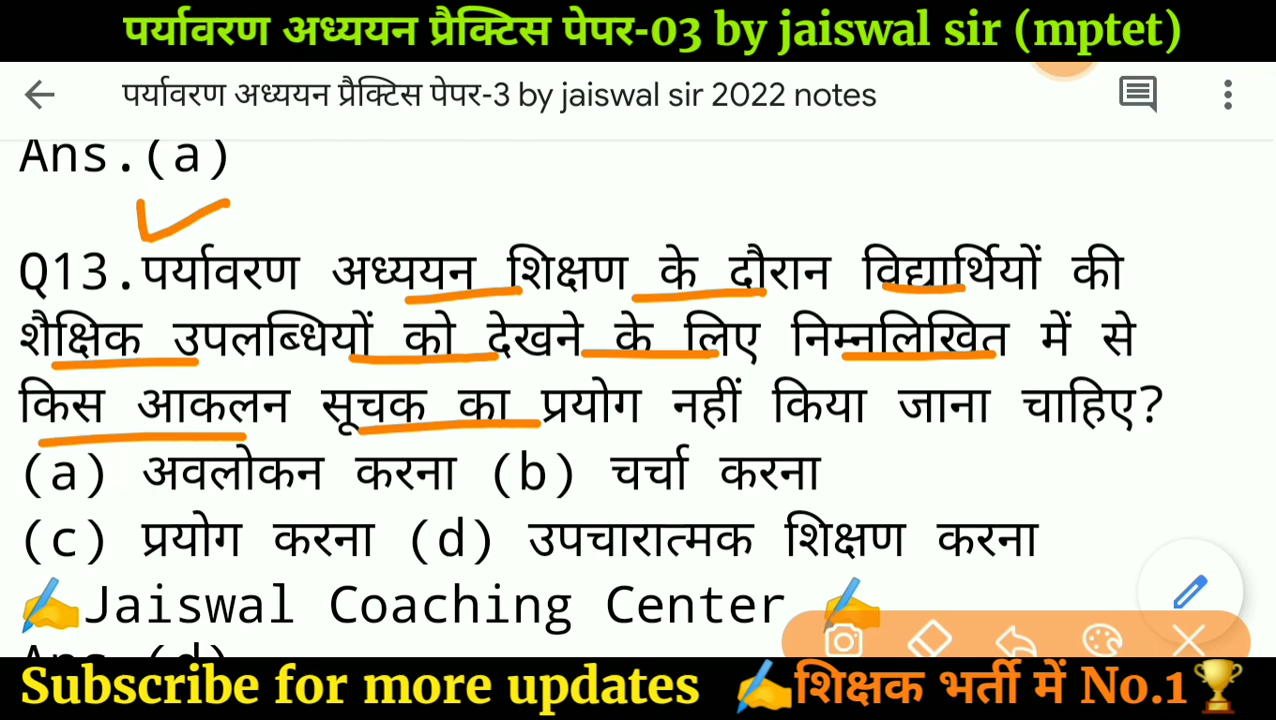 पर्यावरण अध्ययन प्रैक्टिस पेपर-03 by jaiswal sir (mptet)
पर्यावरण अध्ययन प्रैक्टिस पेपर-3 by jaiswal sir 2022 notes
Ans.(a)
Q13.पर्यावरण अध्ययन शिक्षण के दौरान विद्यार्थियों की
शैक्षिक उपलब्धियों को देखने के लिए निम्नलिखित में से
किस आकलन सूचक का प्रयोग नहीं किया जाना चाहिए?
(a) अवलोकन करना (b) चर्चा करना
(c) प्रयोग करना (d) उपचारात्मक शिक्षण करना
✍️Jaiswal Coaching Center ✍️
Ans.(d)
Subscribe for more updates ✍️शिक्षक भर्ती में No.1🏆